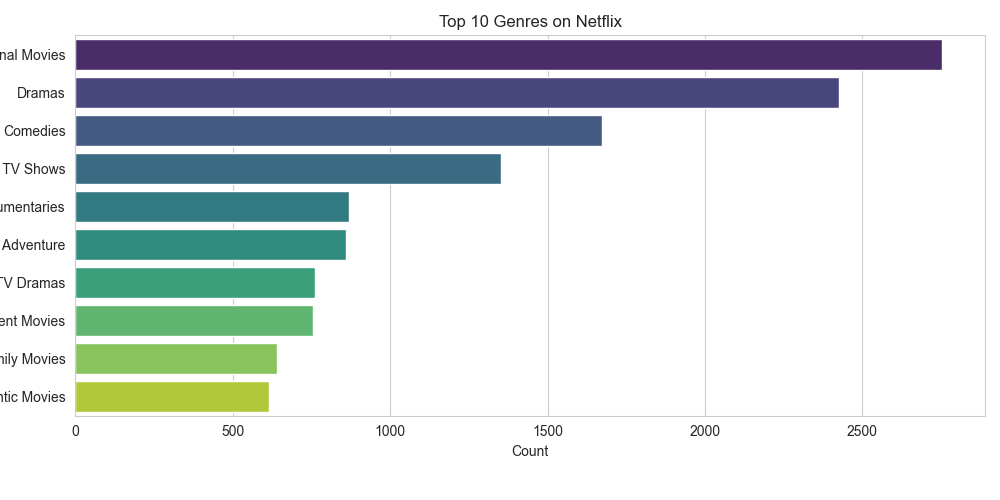 Top 10 Genres on Netflix
nal Movies
Dramas
Comedies
TV Shows
umentaries
Adventure
TV Dramas
ent Movies
nily Movies
ntic Movies
0 500 1000 1500 2000 2500
Count